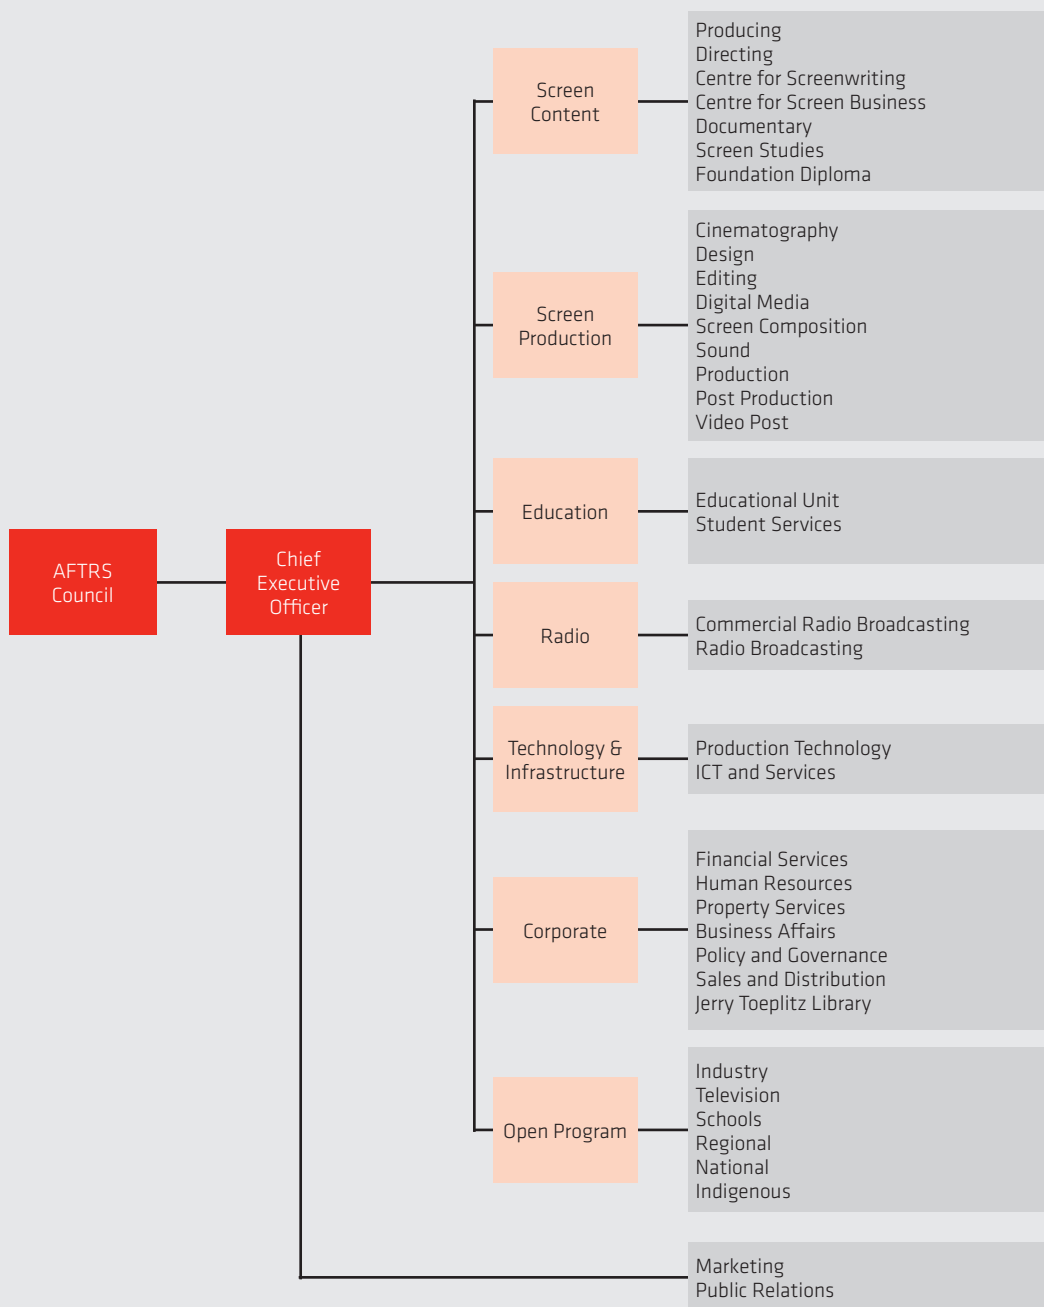 AFTRS
Council
Chief
Executive
Officer
Screen
Content
Producing
Directing
Centre for Screenwriting
Centre for Screen Business
Documentary
Screen Studies
Foundation Diploma
Screen
Production
Cinematography
Design
Editing
Digital Media
Screen Composition
Sound
Production
Post Production
Video Post
Education
Educational Unit
Student Services
Radio
Commercial Radio Broadcasting
Radio Broadcasting
Technology &
Infrastructure
Production Technology
ICT and Services
Corporate
Financial Services
Human Resources
Property Services
Business Affairs
Policy and Governance
Sales and Distribution
Jerry Toeplitz Library
Open Program
Industry
Television
Schools
Regional
National
Indigenous
Marketing
Public Relations